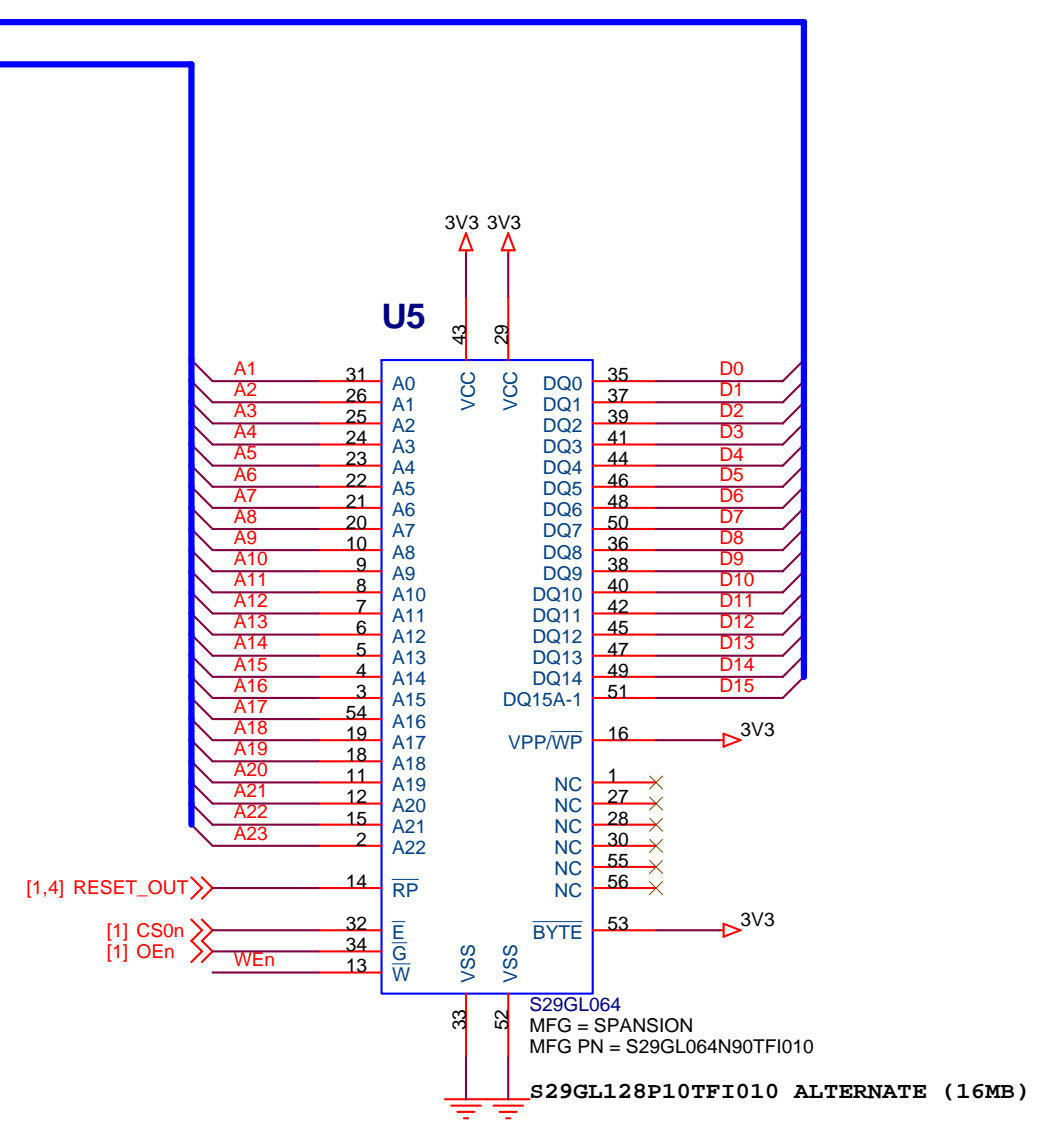 3V3 3V3
U5
43 29
VCC VCC
A1 31 A0 DQ0 35 D0
A2 26 A1 DQ1 37 D1
A3 25 A2 DQ2 39 D2
A4 24 A3 DQ3 41 D3
A5 23 A4 DQ4 44 D4
A6 22 A5 DQ5 46 D5
A7 21 A6 DQ6 48 D6
A8 20 A7 DQ7 50 D7
A9 10 A8 DQ8 36 D8
A10 9 A9 DQ9 38 D9
A11 8 A10 DQ10 40 D10
A12 7 A11 DQ11 42 D11
A13 6 A12 DQ12 45 D12
A14 5 A13 DQ13 47 D13
A15 4 A14 DQ14 49 D14
A16 3 A15 DQ15A-1 51 D15
A17 54 A16
A18 19 A17 VPP/WP 16 3V3
A19 18 A18
A20 11 A19 NC 1
A21 12 A20 NC 27
A22 15 A21 NC 28
A23 2 A22 NC 30
NC 55
[1,4] RESET_OUT 14 RP NC 56
[1] CS0n 32 E BYTE 53 3V3
[1] OEn 34 G
WEn 13 W
VSS VSS
33 52
S29GL064
MFG = SPANSION
MFG PN = S29GL064N90TFI010
S29GL128P10TFI010 ALTERNATE (16MB)